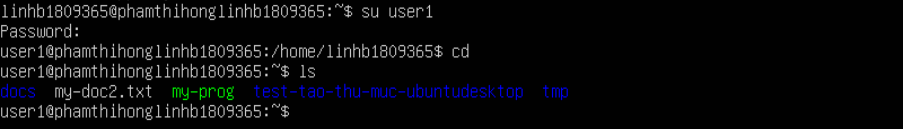 linhb1809365@phamthihonglinhb1809365:~$ su user1
Password:
user1@phamthihonglinhb1809365:/home/linhb1809365$ cd
user1@phamthihonglinhb1809365:~$ ls
docs  my-doc2.txt  my-prog  test-tao-thu-muc-ubuntudesktop  tmp
user1@phamthihonglinhb1809365:~$